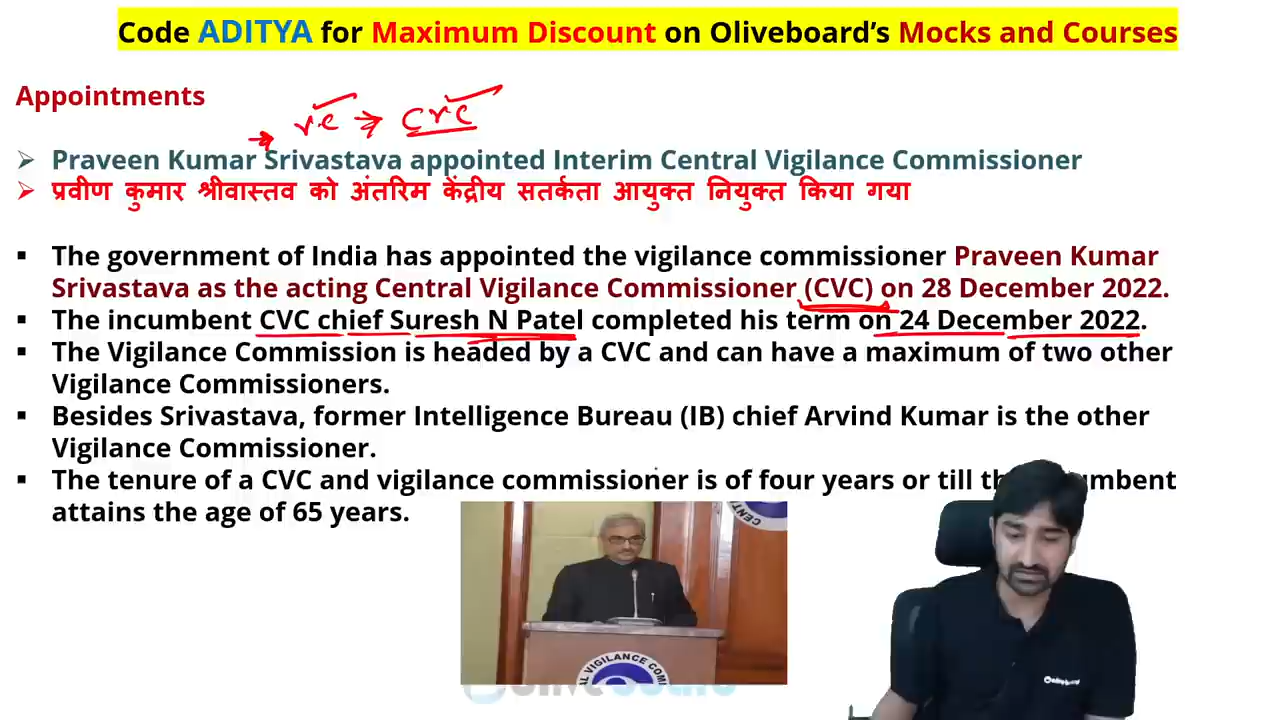 Code ADITYA for Maximum Discount on Oliveboard’s Mocks and Courses
Appointments
VC → CVC
➢ Praveen Kumar Srivastava appointed Interim Central Vigilance Commissioner
➢ प्रवीण कुमार श्रीवास्तव को अंतरिम केंद्रीय सतर्कता आयुक्त नियुक्त किया गया
▪ The government of India has appointed the vigilance commissioner Praveen Kumar
Srivastava as the acting Central Vigilance Commissioner (CVC) on 28 December 2022.
▪ The incumbent CVC chief Suresh N Patel completed his term on 24 December 2022.
▪ The Vigilance Commission is headed by a CVC and can have a maximum of two other
Vigilance Commissioners.
▪ Besides Srivastava, former Intelligence Bureau (IB) chief Arvind Kumar is the other
Vigilance Commissioner.
▪ The tenure of a CVC and vigilance commissioner is of four years or till
attains the age of 65 years.
VIGILANCE